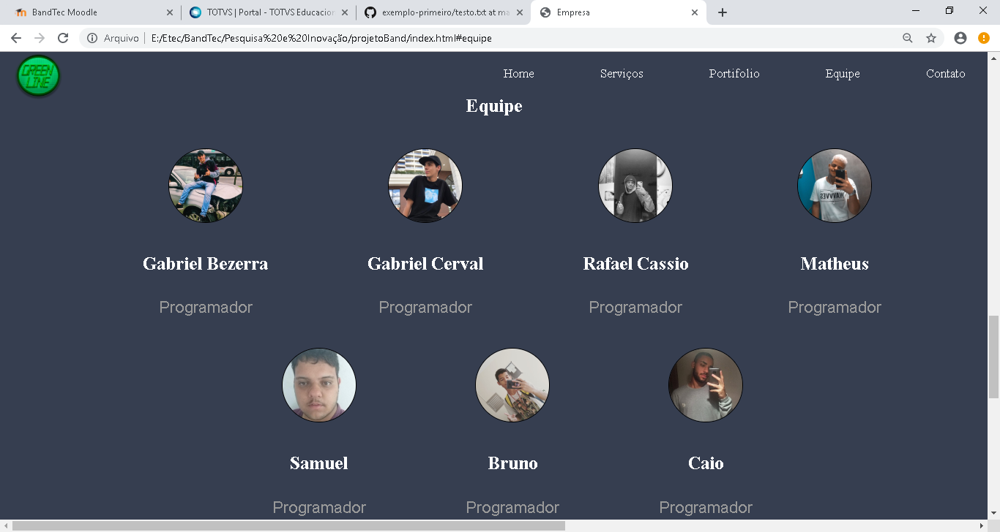 BandTec Moodle
TOTVS | Portal - TOTVS Educacion
exemplo-primeiro/testo.txt at ma
Empresa
Arquivo
E:/Etec/BandTec/Pesquisa%20e%20Inovação/projetoBand/index.html#equipe
GREEN
LINE
Home Serviços Portifolio Equipe Contato
Equipe
Gabriel Bezerra Gabriel Cerval Rafael Cassio Matheus
Programador Programador Programador Programador
Samuel Bruno Caio
Programador Programador Programador